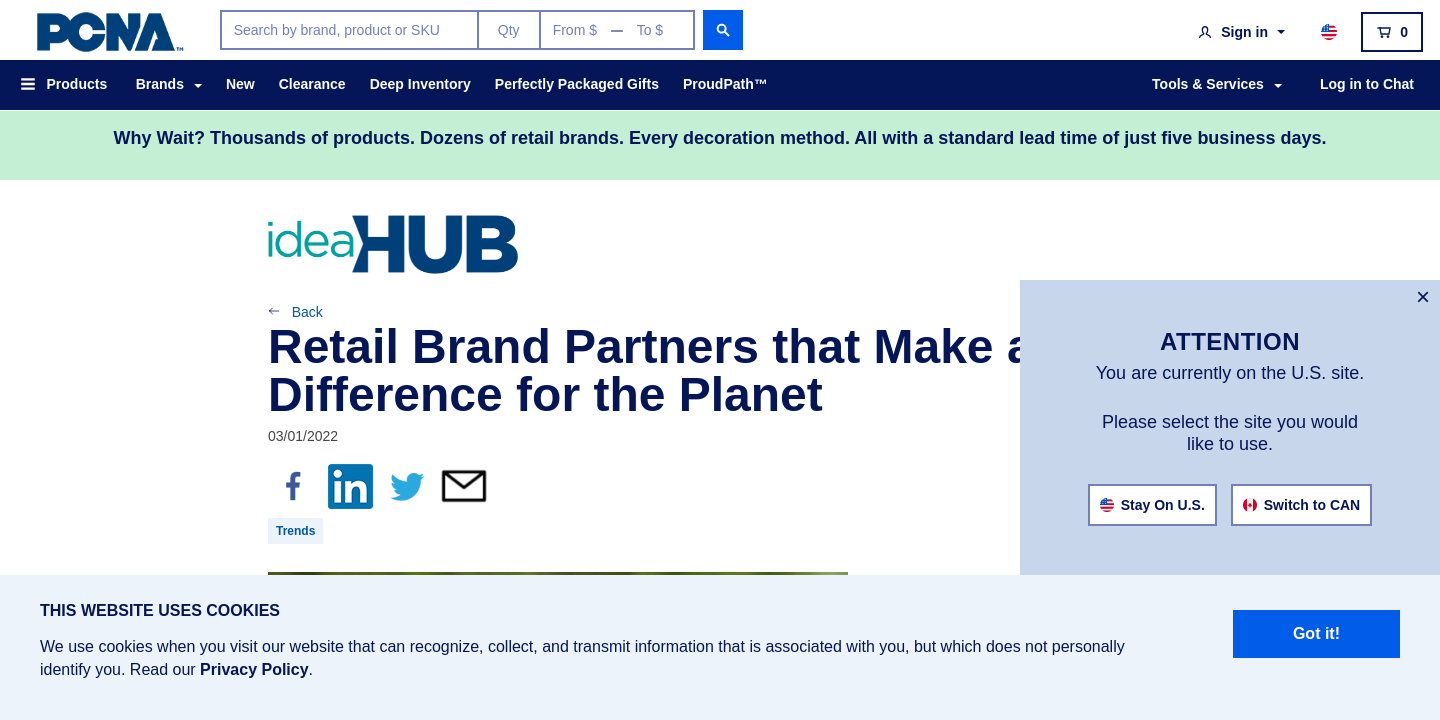 PCNA™
Search by brand, product or SKU
Qty
From $ — To $
Sign in
0
Products
Brands
New
Clearance
Deep Inventory
Perfectly Packaged Gifts
ProudPath™
Tools & Services
Log in to Chat
Why Wait? Thousands of products. Dozens of retail brands. Every decoration method. All with a standard lead time of just five business days.
ideaHUB
Back
Retail Brand Partners that Make a
Difference for the Planet
03/01/2022
f
in
Trends
×
ATTENTION
You are currently on the U.S. site.
Please select the site you would
like to use.
Stay On U.S.
Switch to CAN
THIS WEBSITE USES COOKIES
We use cookies when you visit our website that can recognize, collect, and transmit information that is associated with you, but which does not personally
identify you. Read our Privacy Policy.
Got it!